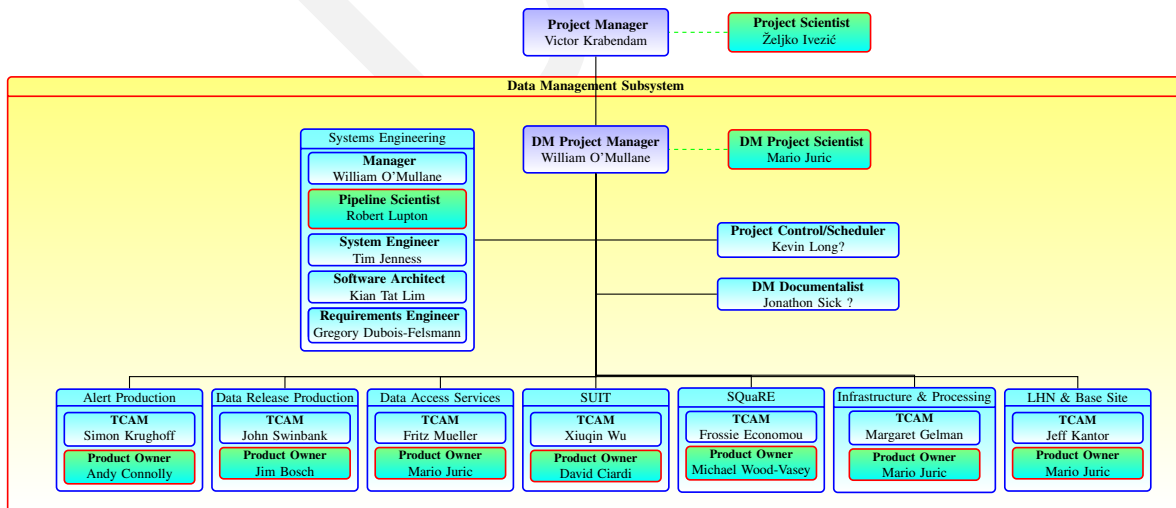 Project Manager
Victor Krabendam
Project Scientist
Željko Ivezić
Data Management Subsystem
Systems Engineering
Manager
William O'Mullane
Pipeline Scientist
Robert Lupton
System Engineer
Tim Jenness
Software Architect
Kian Tat Lim
Requirements Engineer
Gregory Dubois-Felsmann
DM Project Manager
William O'Mullane
DM Project Scientist
Mario Juric
Project Control/Scheduler
Kevin Long?
DM Documentalist
Jonathon Sick ?
Alert Production
TCAM
Simon Krughoff
Product Owner
Andy Connolly
Data Release Production
TCAM
John Swinbank
Product Owner
Jim Bosch
Data Access Services
TCAM
Fritz Mueller
Product Owner
Mario Juric
SUIT
TCAM
Xiuqin Wu
Product Owner
David Ciardi
SQuaRE
TCAM
Frossie Economou
Product Owner
Michael Wood-Vasey
Infrastructure & Processing
TCAM
Margaret Gelman
Product Owner
Mario Juric
LHN & Base Site
TCAM
Jeff Kantor
Product Owner
Mario Juric